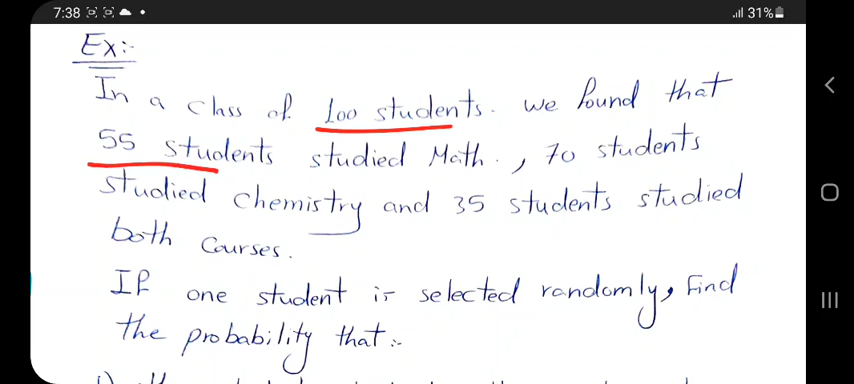 7:38
31%
Ex:-
In a class of 100 students. we found that
55 students studied Math., 70 students
studied chemistry and 35 students studied
both courses.
If one student is selected randomly, Find
the probability that:-